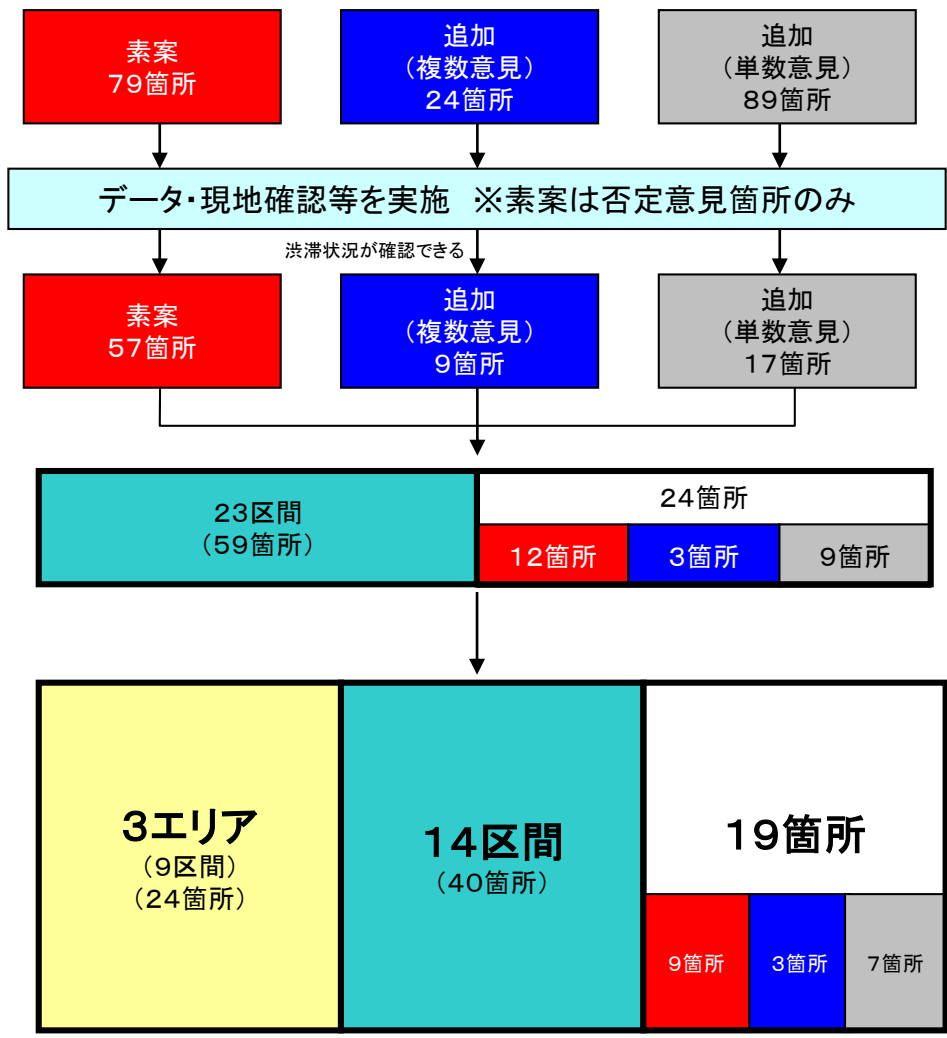 素案
79箇所
追加
（複数意見）
24箇所
追加
（単数意見）
89箇所
データ・現地確認等を実施　※素案は否定意見箇所のみ
渋滞状況が確認できる
素案
57箇所
追加
（複数意見）
9箇所
追加
（単数意見）
17箇所
23区間
（59箇所）
24箇所
12箇所
3箇所
9箇所
3エリア
（9区間）
（24箇所）
14区間
（40箇所）
19箇所
9箇所
3箇所
7箇所